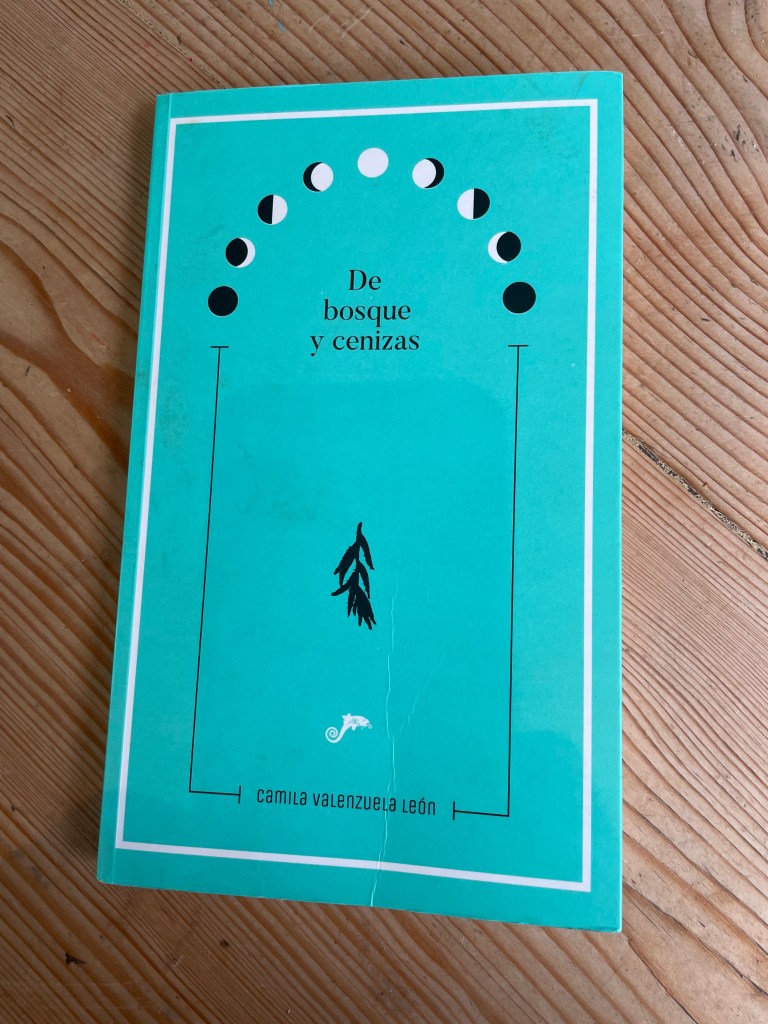 De
bosque
y cenizas
camila valenzuela león